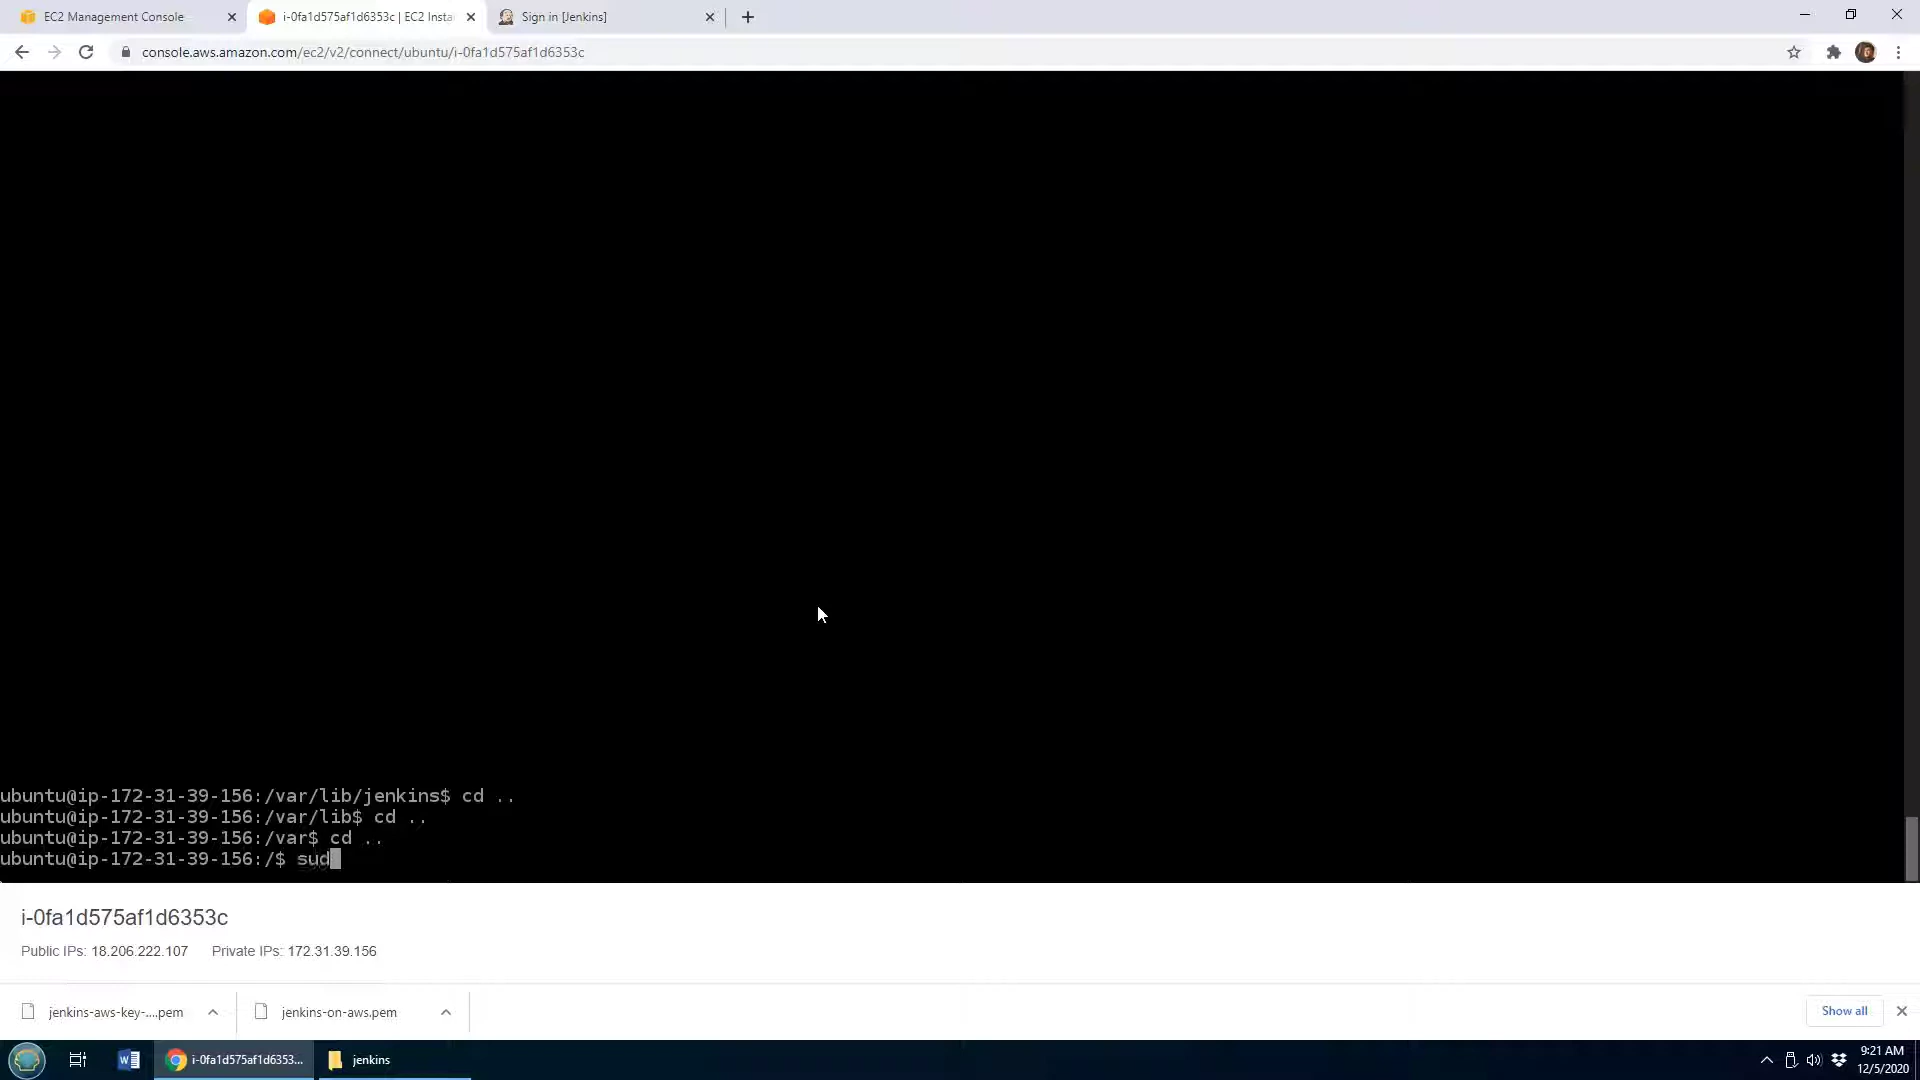 EC2 Management Console
i-0fa1d575af1d6353c | EC2 Insta
Sign in [Jenkins]
console.aws.amazon.com/ec2/v2/connect/ubuntu/i-0fa1d575af1d6353c
ubuntu@ip-172-31-39-156:/var/lib/jenkins$ cd ..
ubuntu@ip-172-31-39-156:/var/lib$ cd ..
ubuntu@ip-172-31-39-156:/var$ cd ..
ubuntu@ip-172-31-39-156:/$ sud
i-0fa1d575af1d6353c
Public IPs: 18.206.222.107 Private IPs: 172.31.39.156
jenkins-aws-key-....pem
jenkins-on-aws.pem
Show all
i-0fa1d575af1d6353...
jenkins
9:21 AM
12/5/2020